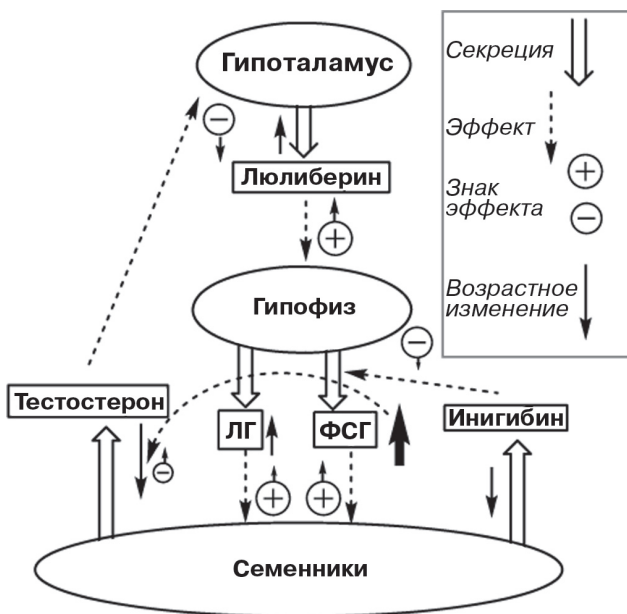 Гипоталамус
Люлиберин
Гипофиз
Тестостерон
ЛГ
ФСГ
Инигибин
Семенники
Секреция
Эффект
Знак
эффекта
Возрастное
изменение